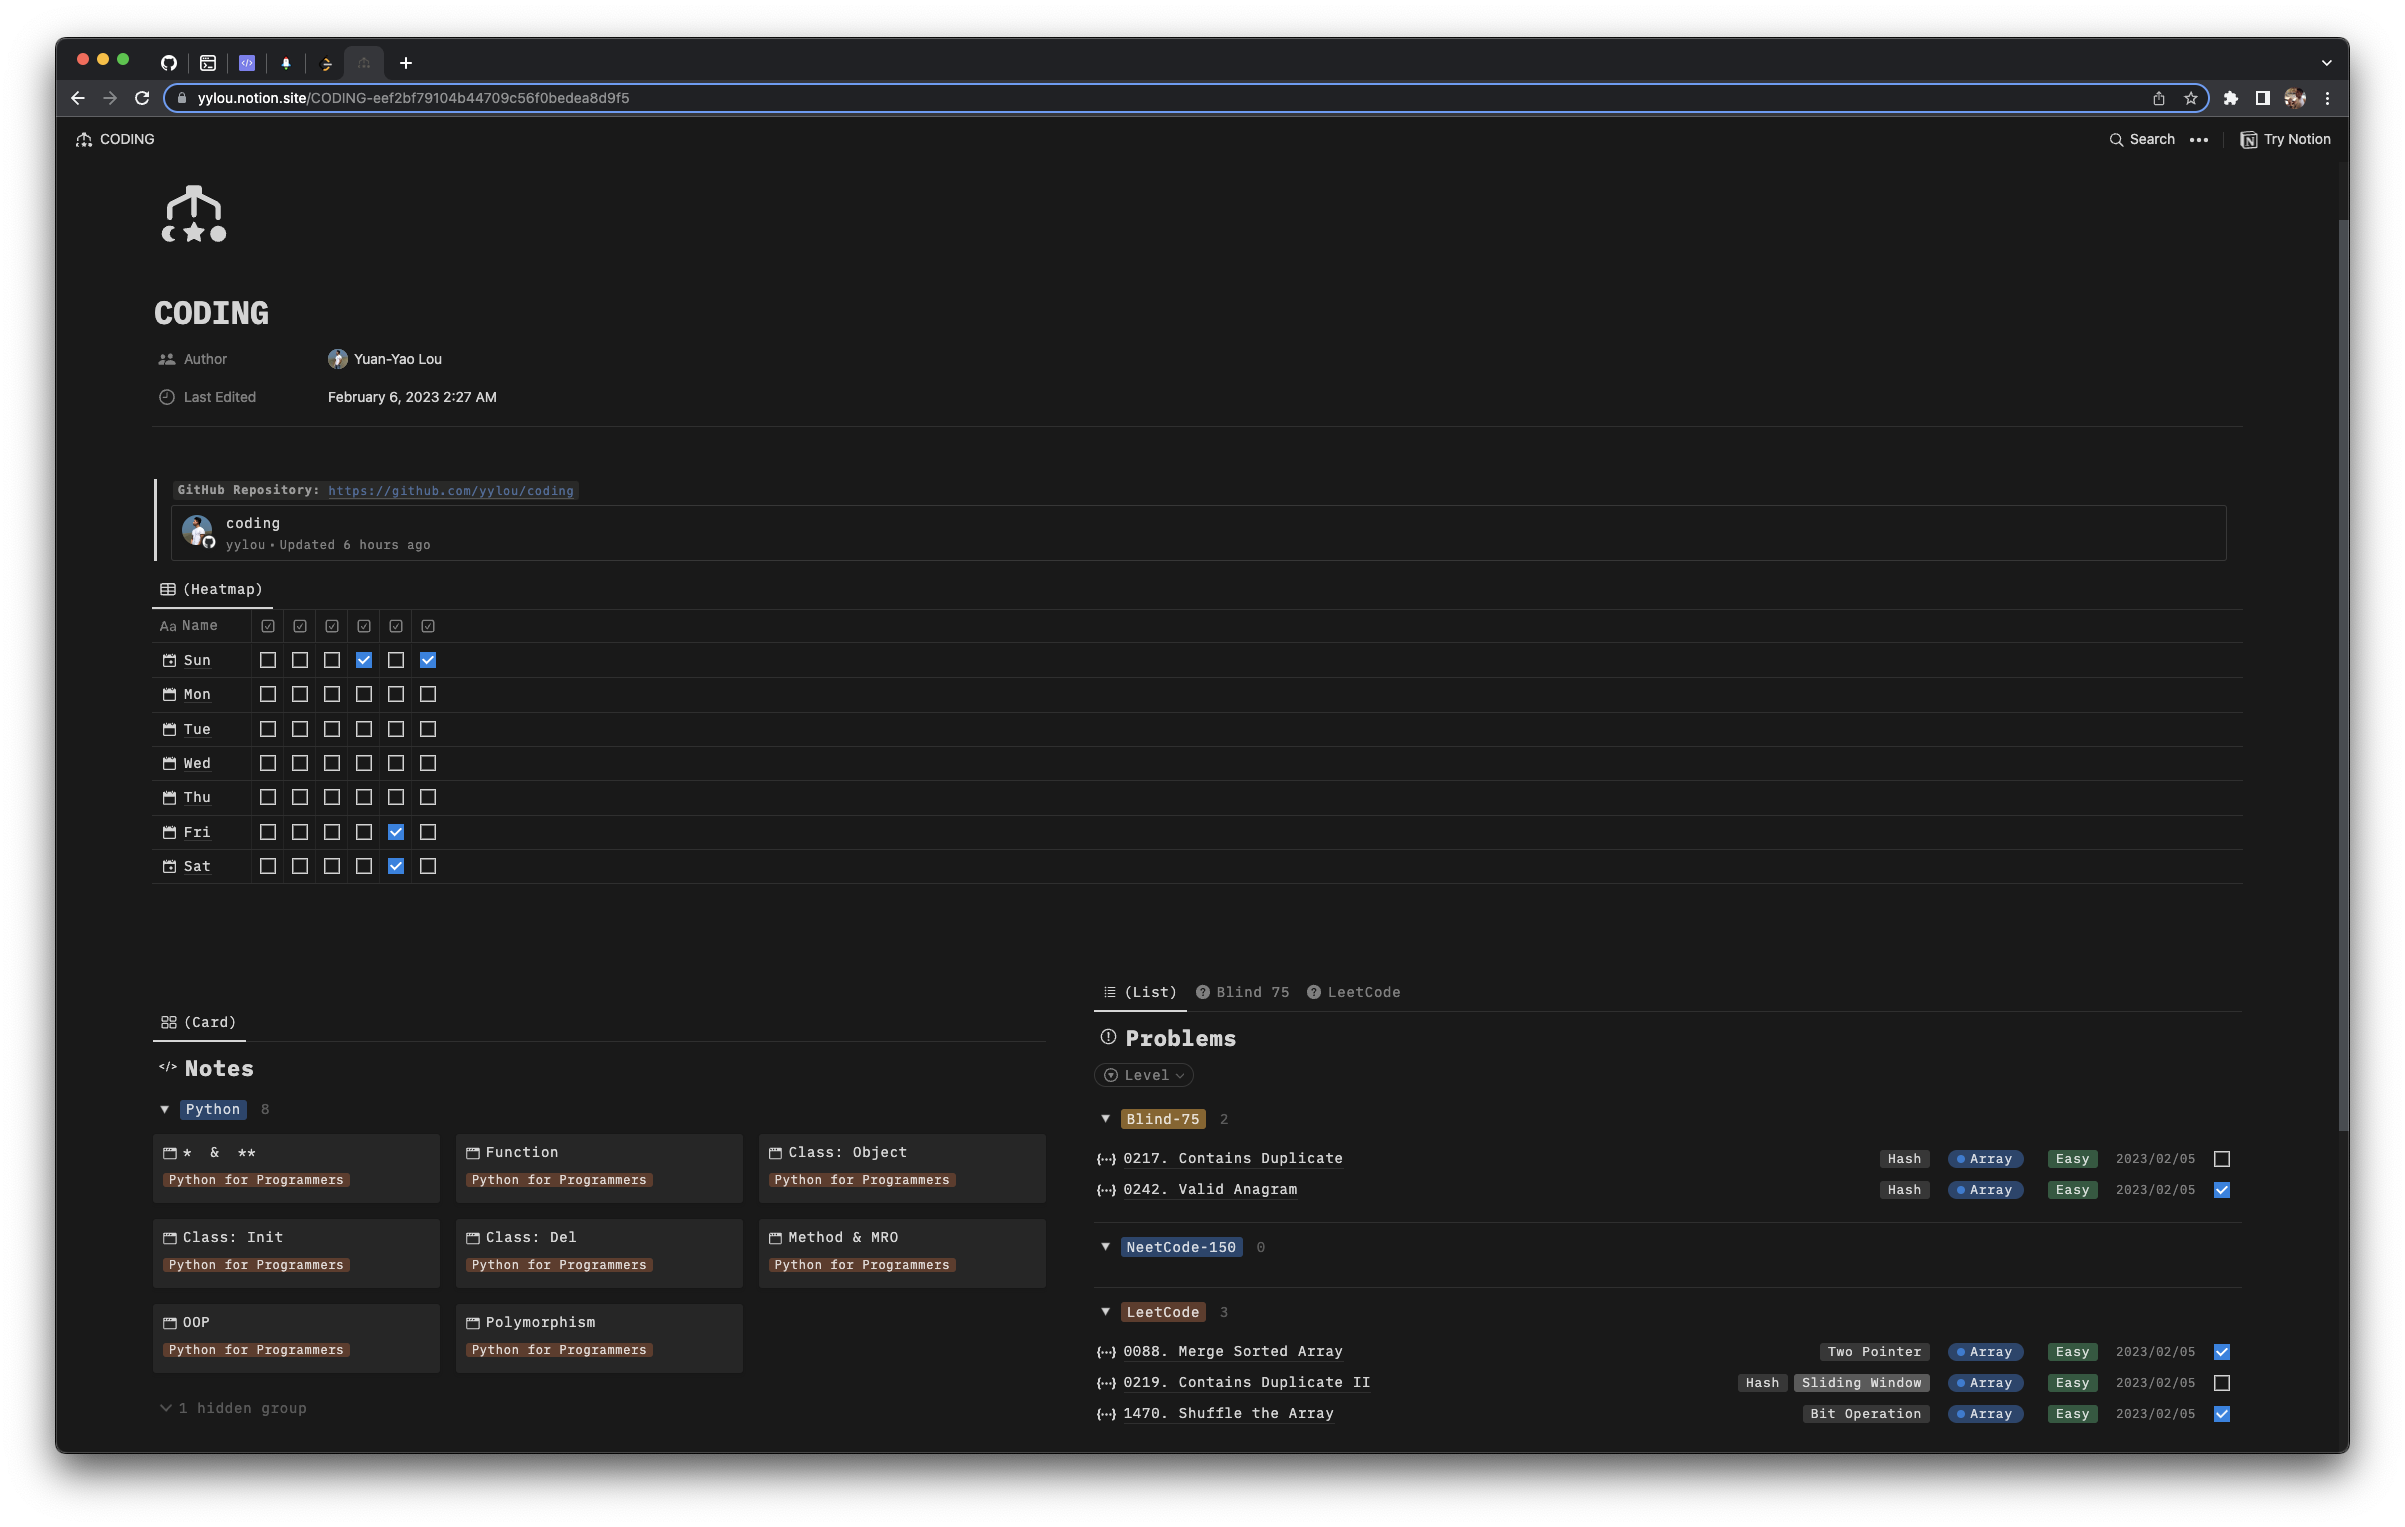 yylou.notion.site/CODING-eef2bf79104b44709c56f0bedea8d9f5
CODING
Search
Try Notion
CODING
Author Yuan-Yao Lou
Last Edited February 6, 2023 2:27 AM
GitHub Repository: https://github.com/yylou/coding
coding
yylou • Updated 6 hours ago
(Heatmap)
Aa Name
Sun
Mon
Tue
Wed
Thu
Fri
Sat
(Card)
</> Notes
Python 8
* & **
Python for Programmers
Function
Python for Programmers
Class: Object
Python for Programmers
Class: Init
Python for Programmers
Class: Del
Python for Programmers
Method & MRO
Python for Programmers
OOP
Python for Programmers
Polymorphism
Python for Programmers
1 hidden group
(List) Blind 75 LeetCode
Problems
Level
Blind-75 2
{···} 0217. Contains Duplicate Hash Array Easy 2023/02/05
{···} 0242. Valid Anagram Hash Array Easy 2023/02/05
NeetCode-150 0
LeetCode 3
{···} 0088. Merge Sorted Array Two Pointer Array Easy 2023/02/05
{···} 0219. Contains Duplicate II Hash Sliding Window Array Easy 2023/02/05
{···} 1470. Shuffle the Array Bit Operation Array Easy 2023/02/05